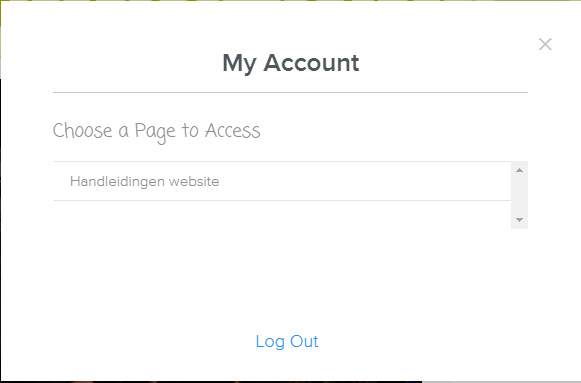 My Account
Choose a Page to Access
Handleidingen website
Log Out